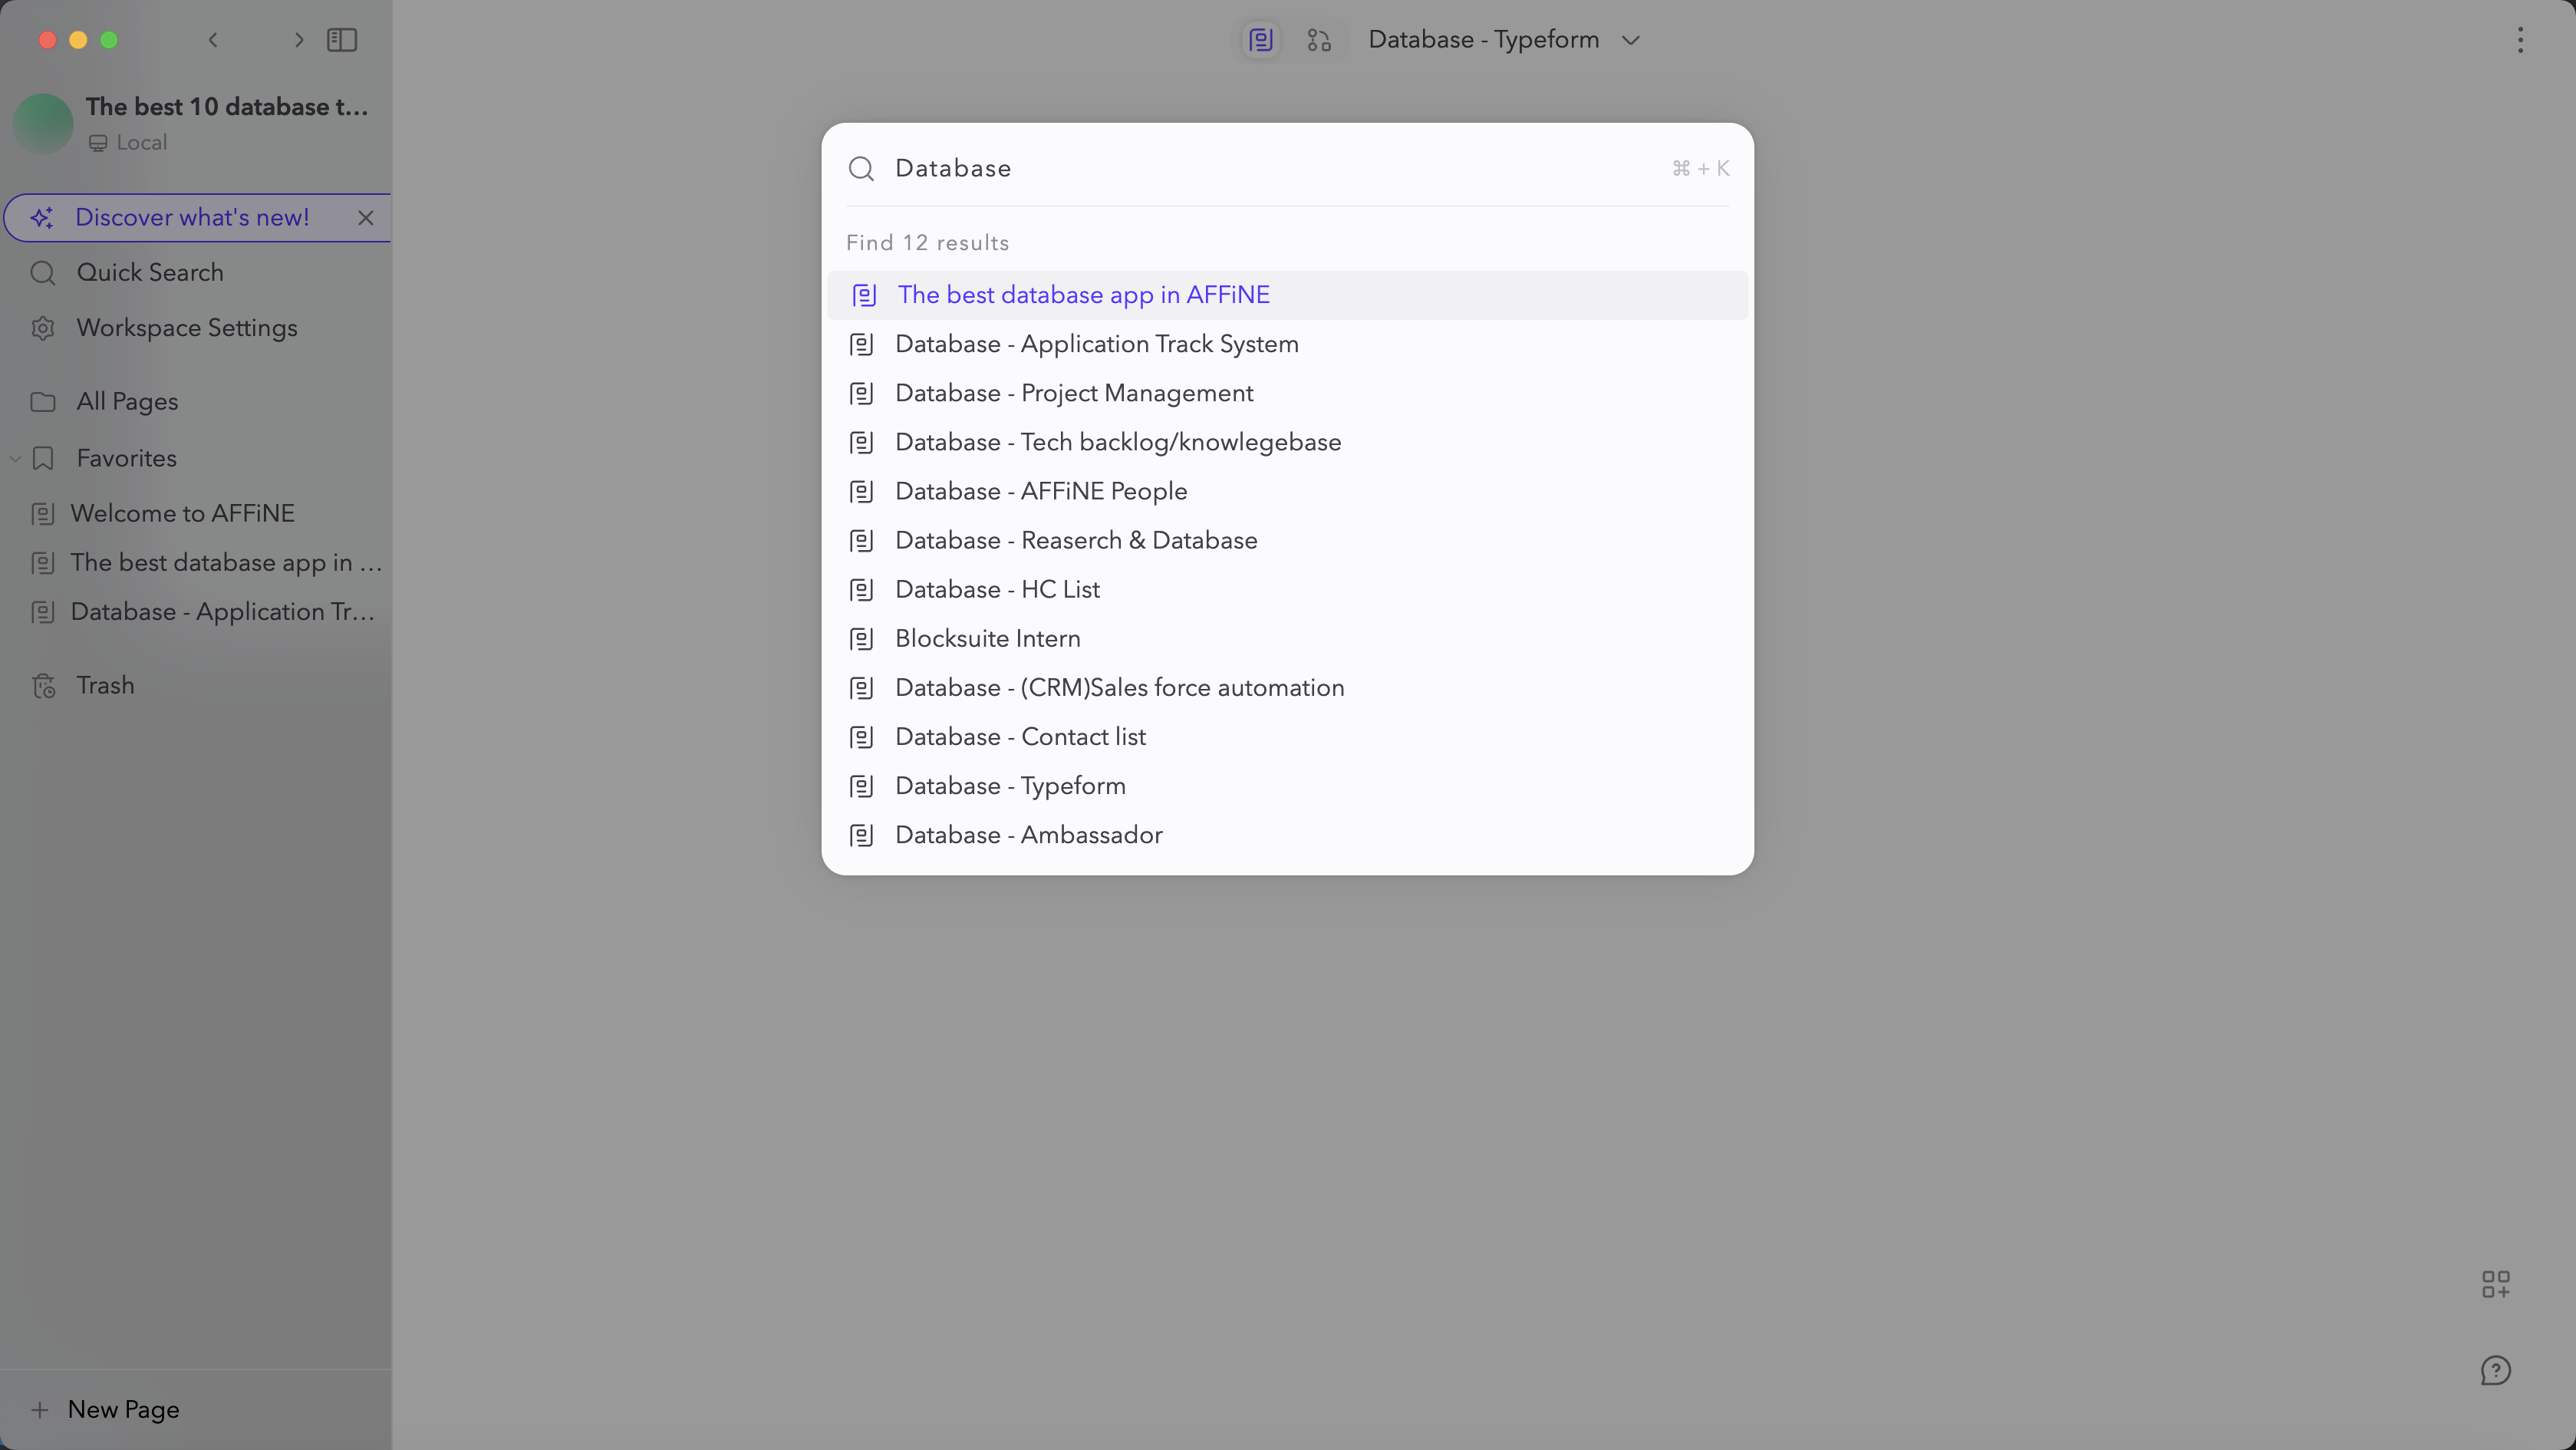 Database - Typeform
The best 10 database t...
Local
Discover what's new!
Quick Search
Workspace Settings
All Pages
Favorites
Welcome to AFFiNE
The best database app in ...
Database - Application Tr...
Trash
New Page
Database
⌘ + K
Find 12 results
The best database app in AFFiNE
Database - Application Track System
Database - Project Management
Database - Tech backlog/knowlegebase
Database - AFFiNE People
Database - Reaserch & Database
Database - HC List
Blocksuite Intern
Database - (CRM)Sales force automation
Database - Contact list
Database - Typeform
Database - Ambassador